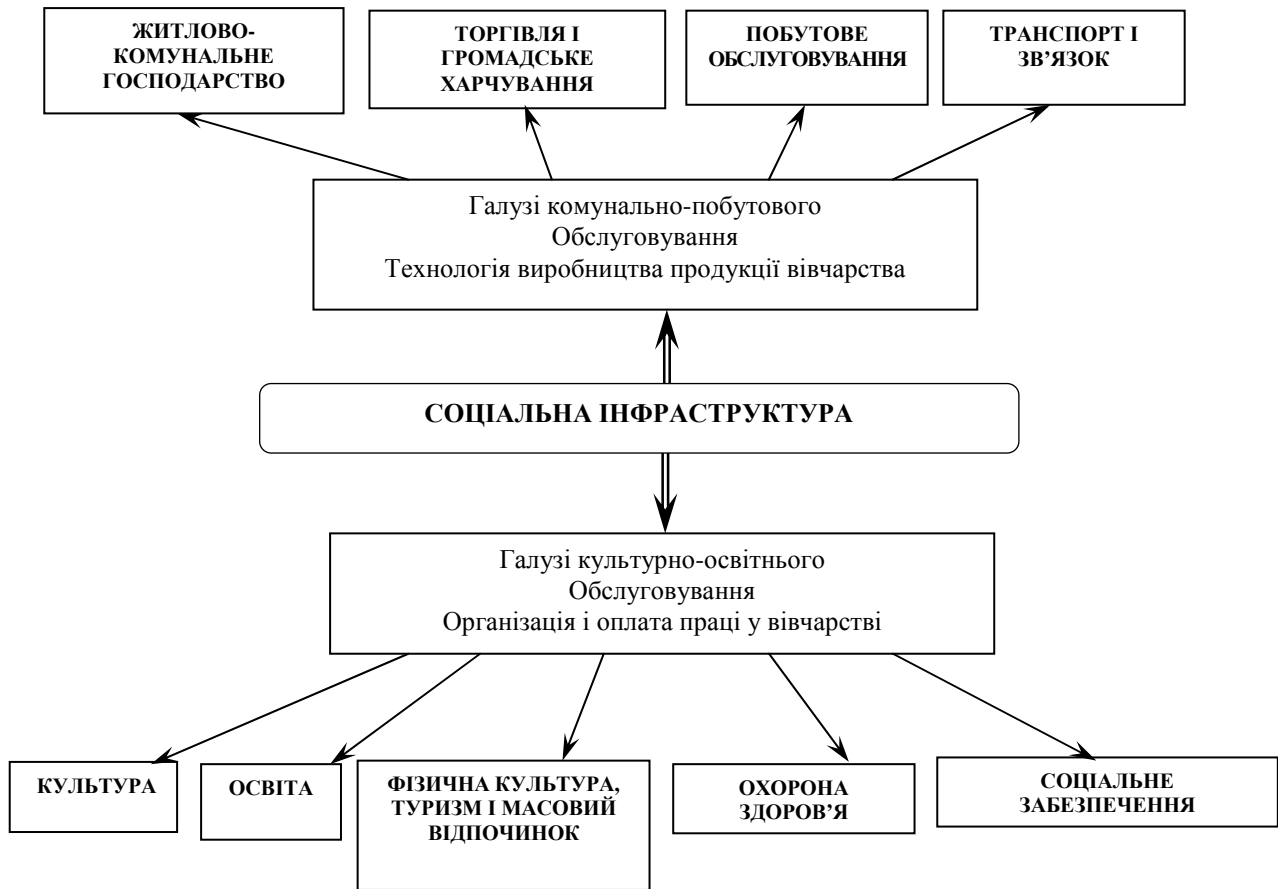 ЖИТЛОВО-
КОМУНАЛЬНЕ
ГОСПОДАРСТВО
ТОРГІВЛЯ І
ГРОМАДСЬКЕ
ХАРЧУВАННЯ
ПОБУТОВЕ
ОБСЛУГОВУВАННЯ
ТРАНСПОРТ І
ЗВ’ЯЗОК
Галузі комунально-побутового
Обслуговування
Технологія виробництва продукції вівчарства
СОЦІАЛЬНА ІНФРАСТРУКТУРА
Галузі культурно-освітнього
Обслуговування
Організація і оплата праці у вівчарстві
КУЛЬТУРА
ОСВІТА
ФІЗИЧНА КУЛЬТУРА,
ТУРИЗМ І МАСОВИЙ
ВІДПОЧИНОК
ОХОРОНА
ЗДОРОВ’Я
СОЦІАЛЬНЕ
ЗАБЕЗПЕЧЕННЯ